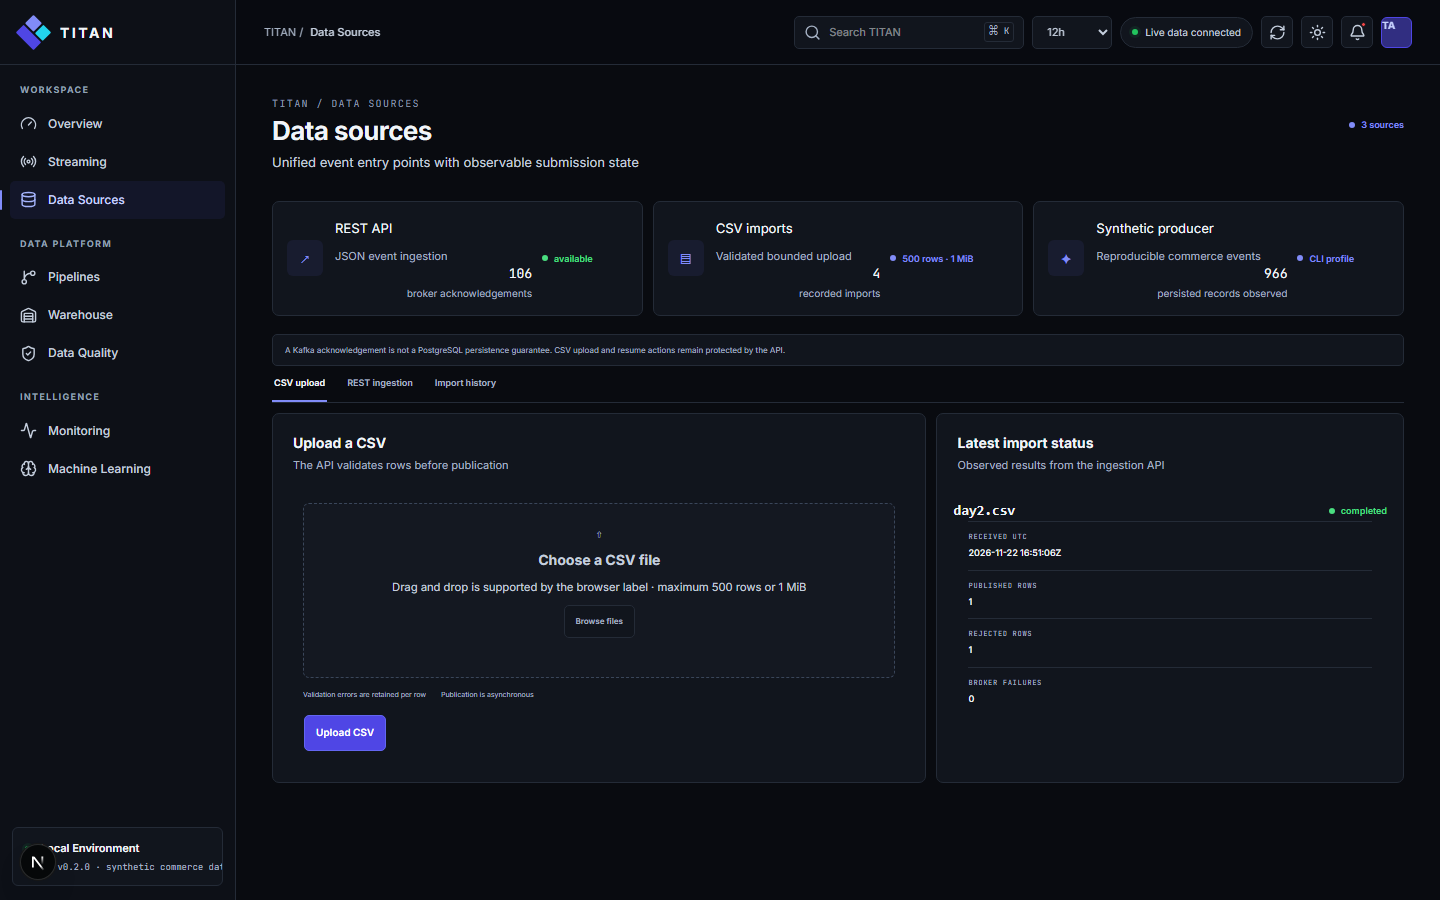 TITAN
TITAN / Data Sources
Search TITAN
⌘ K
12h
Live data connected
TA
WORKSPACE
Overview
Streaming
Data Sources
DATA PLATFORM
Pipelines
Warehouse
Data Quality
INTELLIGENCE
Monitoring
Machine Learning
ocal Environment
v0.2.0 · synthetic commerce dat
TITAN / DATA SOURCES
Data sources
Unified event entry points with observable submission state
3 sources
REST API
JSON event ingestion
106
broker acknowledgements
available
CSV imports
Validated bounded upload
4
recorded imports
500 rows · 1 MiB
Synthetic producer
Reproducible commerce events
966
persisted records observed
CLI profile
A Kafka acknowledgement is not a PostgreSQL persistence guarantee. CSV upload and resume actions remain protected by the API.
CSV upload
REST ingestion
Import history
Upload a CSV
The API validates rows before publication
Choose a CSV file
Drag and drop is supported by the browser label · maximum 500 rows or 1 MiB
Browse files
Validation errors are retained per row
Publication is asynchronous
Upload CSV
Latest import status
Observed results from the ingestion API
day2.csv
completed
RECEIVED UTC
2026-11-22 16:51:06Z
PUBLISHED ROWS
1
REJECTED ROWS
1
BROKER FAILURES
0